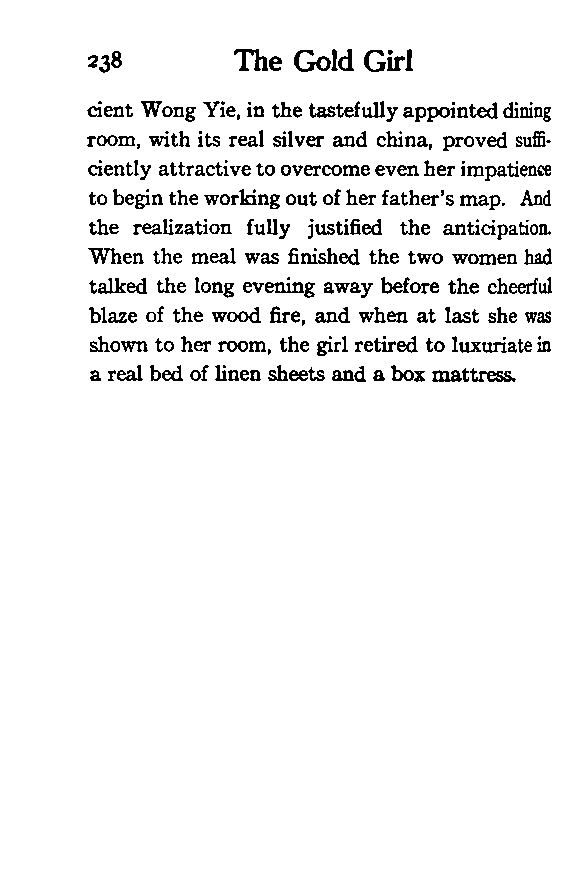 238 The Gold Girl
cient Wong Yie, in the tastefully appointed dining
room, with its real silver and china, proved suffi-
ciently attractive to overcome even her impatience
to begin the working out of her father's map. And
the realization fully justified the anticipation.
When the meal was finished the two women had
talked the long evening away before the cheerful
blaze of the wood fire, and when at last she was
shown to her room, the girl retired to luxuriate in
a real bed of linen sheets and a box mattress.